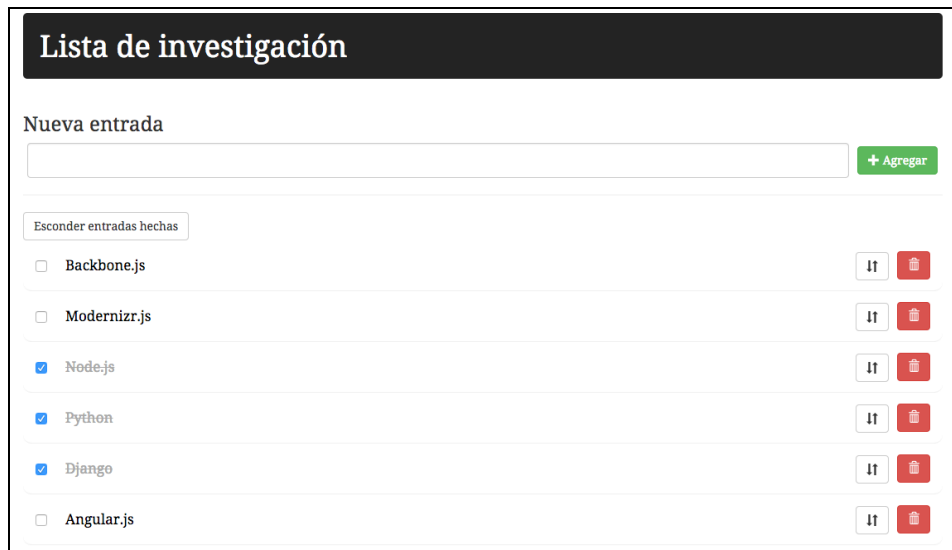 Lista de investigación
Nueva entrada
Agregar
Esconder entradas hechas
Backbone.js
Modernizr.js
Node.js
Python
Django
Angular.js